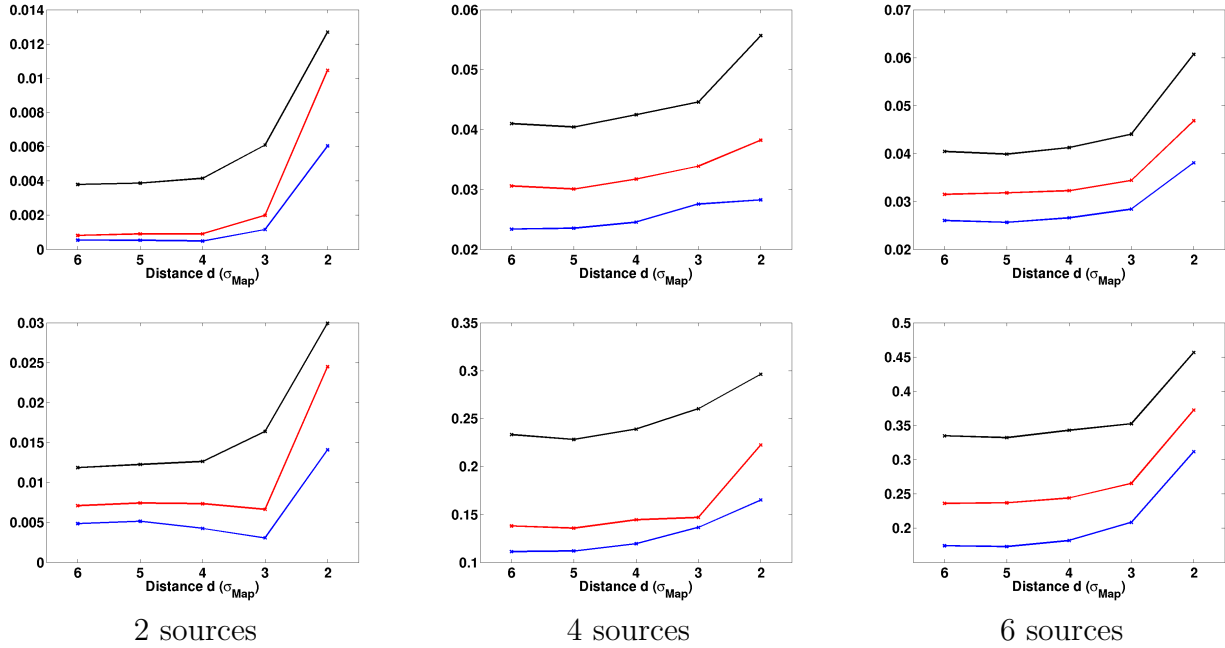 0.014
0.012
0.01
0.008
0.006
0.004
0.002
0
6 5 4 3 2
Distance d (σMap)
0.06
0.05
0.04
0.03
0.02
6 5 4 3 2
Distance d (σMap)
0.07
0.06
0.05
0.04
0.03
0.02
6 5 4 3 2
Distance d (σMap)
0.03
0.025
0.02
0.015
0.01
0.005
0
6 5 4 3 2
Distance d (σMap)
2 sources
0.35
0.3
0.25
0.2
0.15
0.1
6 5 4 3 2
Distance d (σMap)
4 sources
0.5
0.45
0.4
0.35
0.3
0.25
0.2
6 5 4 3 2
Distance d (σMap)
6 sources